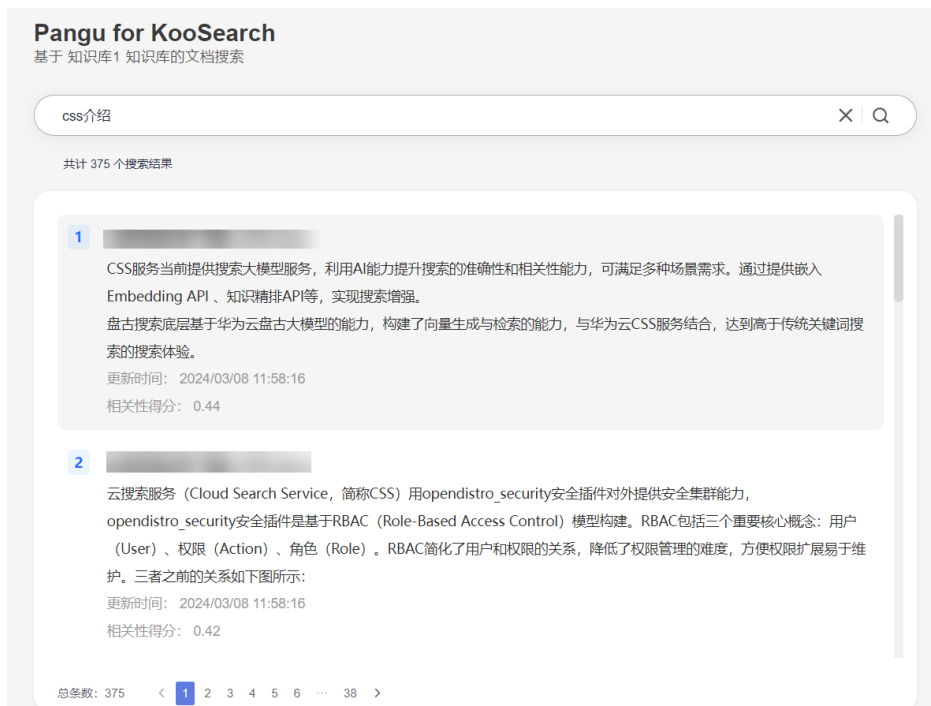 Pangu for KooSearch
基于 知识库1 知识库的文档搜索
css介绍
共计 375 个搜索结果
1
CSS服务当前提供搜索大模型服务，利用AI能力提升搜索的准确性和相关性能力，可满足多种场景需求。通过提供嵌入
Embedding API 、知识精排API等，实现搜索增强。
盘古搜索底层基于华为云盘古大模型的能力，构建了向量生成与检索的能力，与华为云CSS服务结合，达到高于传统关键词搜
索的搜索体验。
更新时间： 2024/03/08 11:58:16
相关性得分： 0.44
2
云搜索服务（Cloud Search Service，简称CSS）用opendistro_security安全插件对外提供安全集群能力，
opendistro_security安全插件是基于RBAC（Role-Based Access Control）模型构建。RBAC包括三个重要核心概念：用户
（User）、权限（Action）、角色（Role）。RBAC简化了用户和权限的关系，降低了权限管理的难度，方便权限扩展易于维
护。三者之前的关系如下图所示：
更新时间： 2024/03/08 11:58:16
相关性得分： 0.42
总条数：375 < 1 2 3 4 5 6 ··· 38 >